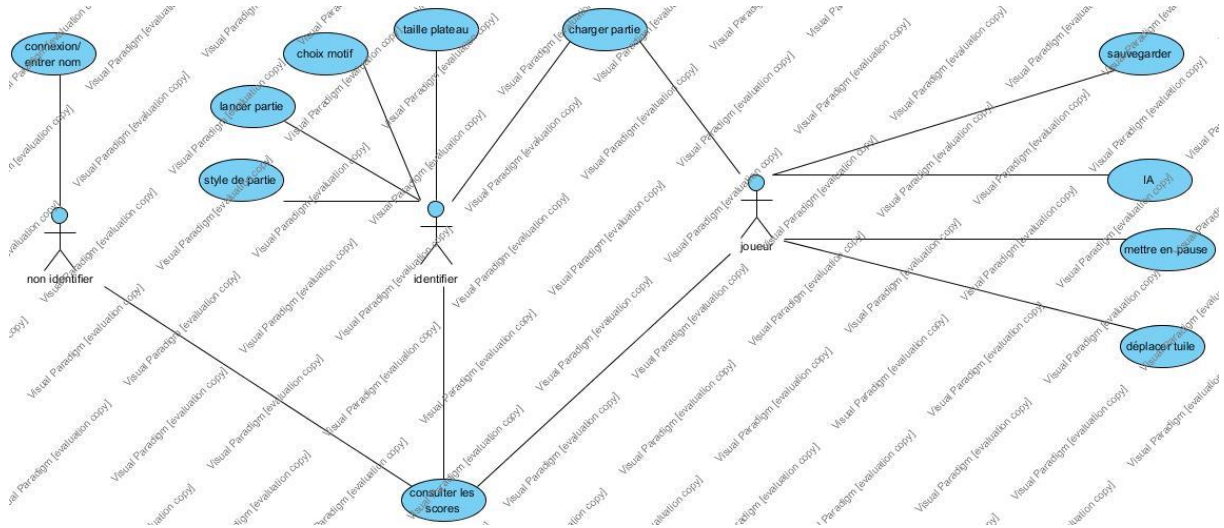 connexion/
entrer nom
choix motif
taille plateau
charger partie
sauvegarder
lancer partie
style de partie
IA
non identifier
identifier
joueur
mettre en pause
déplacer tuile
consulter les
scores
Visual Paradigm [evaluation copy]